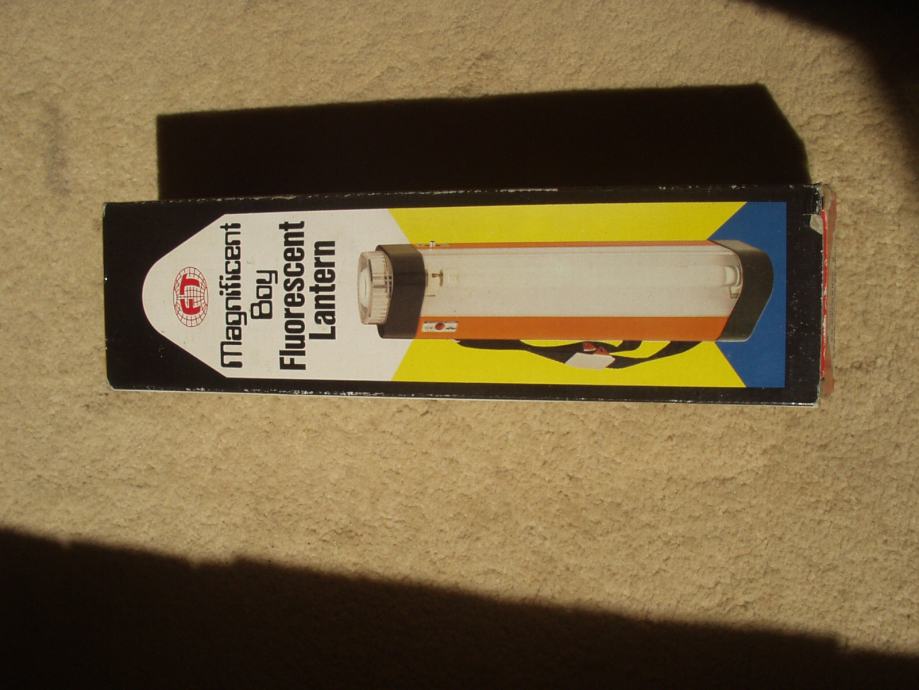 Magnificent
Boy
Fluorescent
Lantern